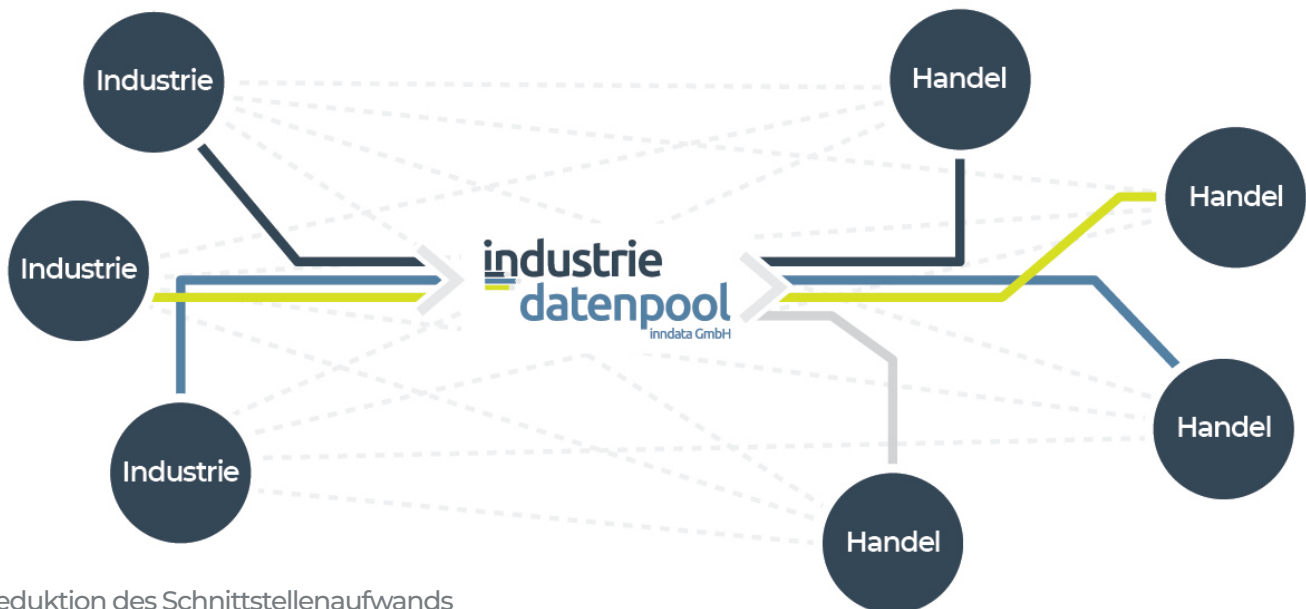 Industrie
Handel
Handel
Industrie
industrie
datenpool
inndata GmbH
Handel
Industrie
Handel
eduktion des Schnittstellenaufwands